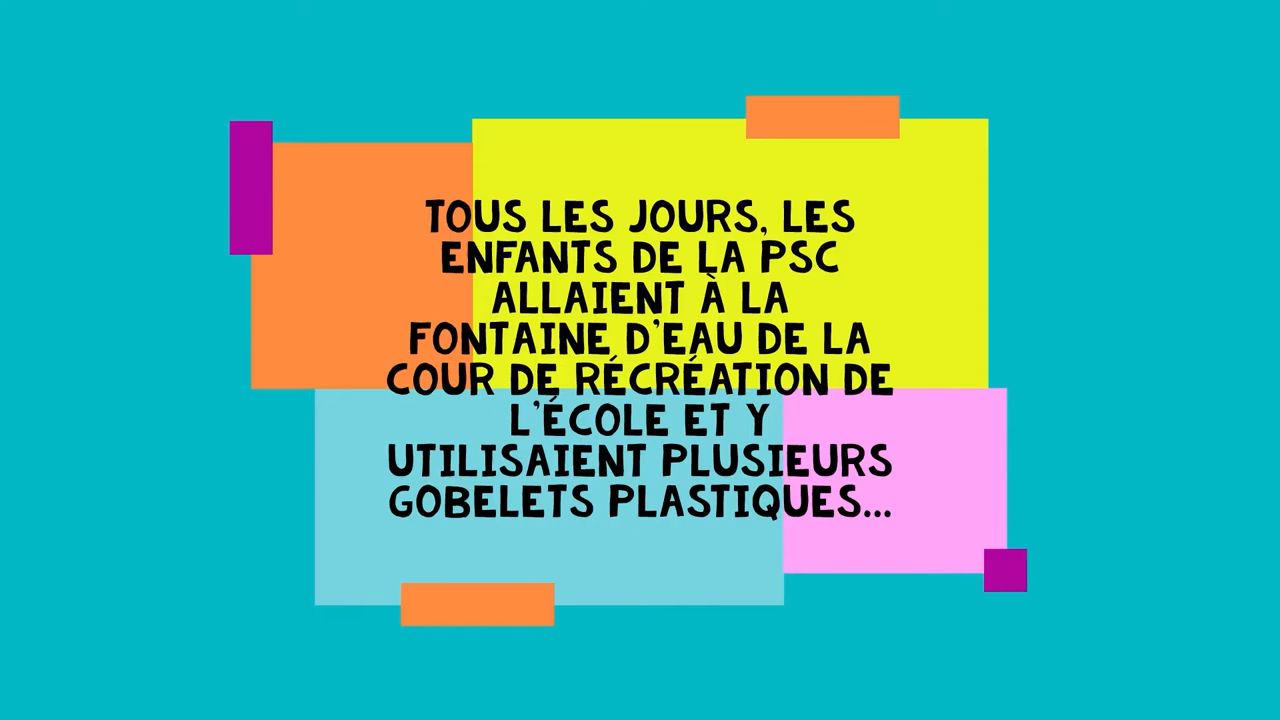 TOUS LES JOURS, LES
ENFANTS DE LA PSC
ALLAIENT À LA
FONTAINE D'EAU DE LA
COUR DE RÉCRÉATION DE
L'ÉCOLE ET Y
UTILISAIENT PLUSIEURS
GOBELETS PLASTIQUES...